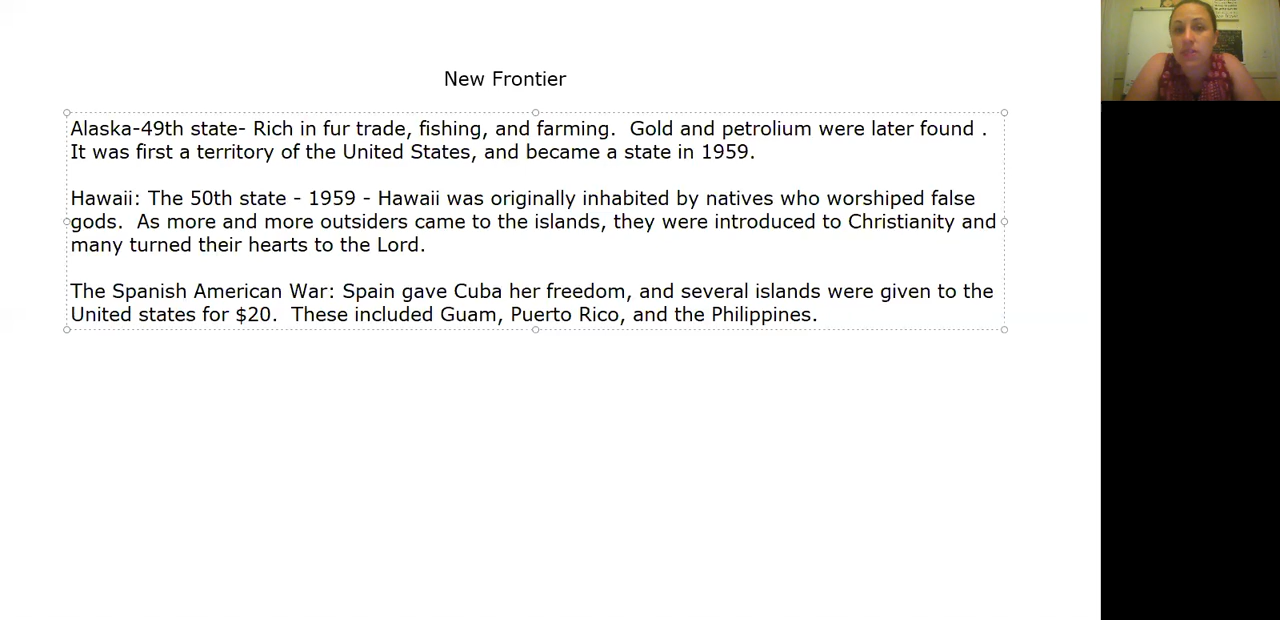 New Frontier
Alaska-49th state- Rich in fur trade, fishing, and farming.  Gold and petrolium were later found .
It was first a territory of the United States, and became a state in 1959.
Hawaii: The 50th state - 1959 - Hawaii was originally inhabited by natives who worshiped false
gods.  As more and more outsiders came to the islands, they were introduced to Christianity and
many turned their hearts to the Lord.
The Spanish American War: Spain gave Cuba her freedom, and several islands were given to the
United states for $20.  These included Guam, Puerto Rico, and the Philippines.